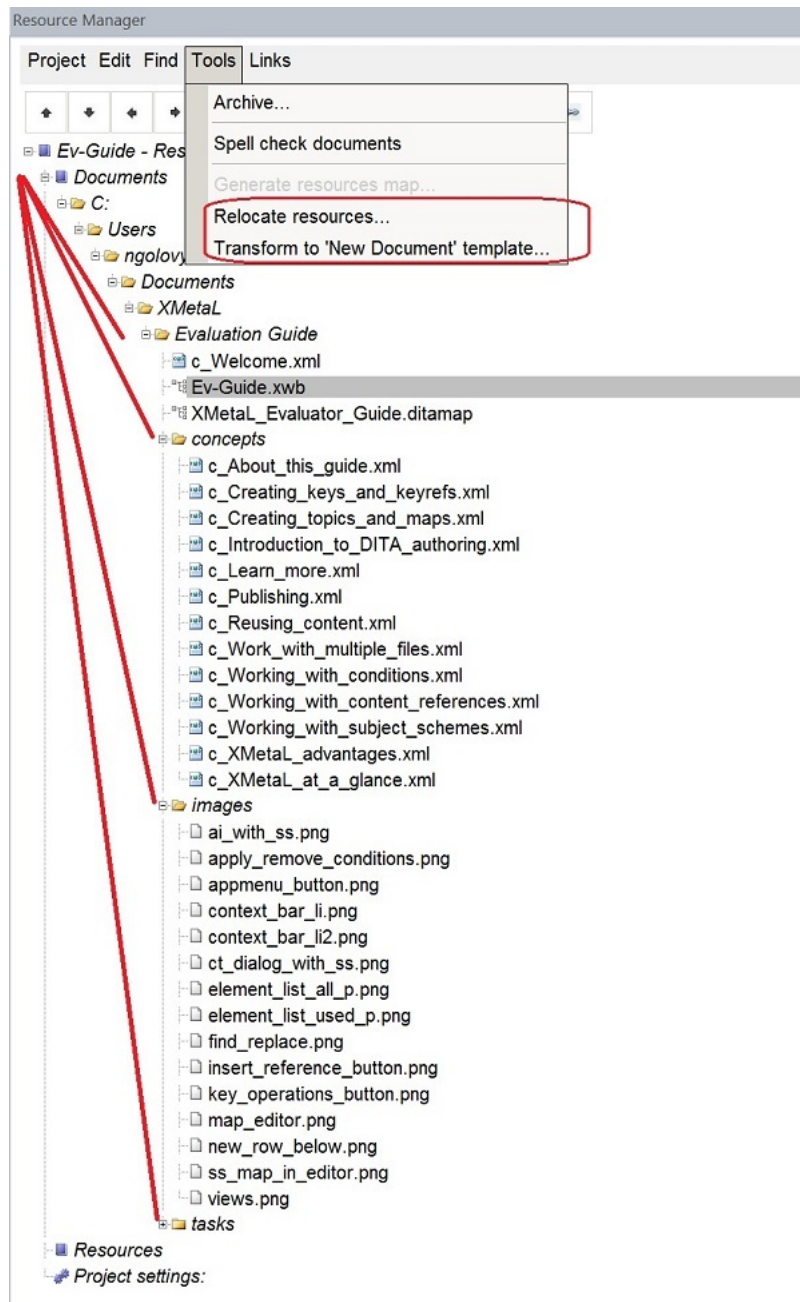 Resource Manager
Project Edit Find Tools Links
Archive...
Spell check documents
Generate resources map...
Relocate resources...
Transform to 'New Document' template...
Ev-Guide - Res
Documents
C:
Users
ngolovy
Documents
XMetaL
Evaluation Guide
c_Welcome.xml
Ev-Guide.xwb
XMetaL_Evaluator_Guide.ditamap
concepts
c_About_this_guide.xml
c_Creating_keys_and_keyrefs.xml
c_Creating_topics_and_maps.xml
c_Introduction_to_DITA_authoring.xml
c_Learn_more.xml
c_Publishing.xml
c_Reusing_content.xml
c_Work_with_multiple_files.xml
c_Working_with_conditions.xml
c_Working_with_content_references.xml
c_Working_with_subject_schemes.xml
c_XMetaL_advantages.xml
c_XMetaL_at_a_glance.xml
images
ai_with_ss.png
apply_remove_conditions.png
appmenu_button.png
context_bar_li.png
context_bar_li2.png
ct_dialog_with_ss.png
element_list_all_p.png
element_list_used_p.png
find_replace.png
insert_reference_button.png
key_operations_button.png
map_editor.png
new_row_below.png
ss_map_in_editor.png
views.png
tasks
Resources
Project settings: